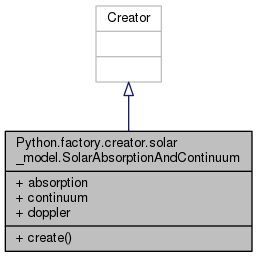 Creator
Python.factory.creator.solar
_model.SolarAbsorptionAndContinuum
+ absorption
+ continuum
+ doppler
+ create()